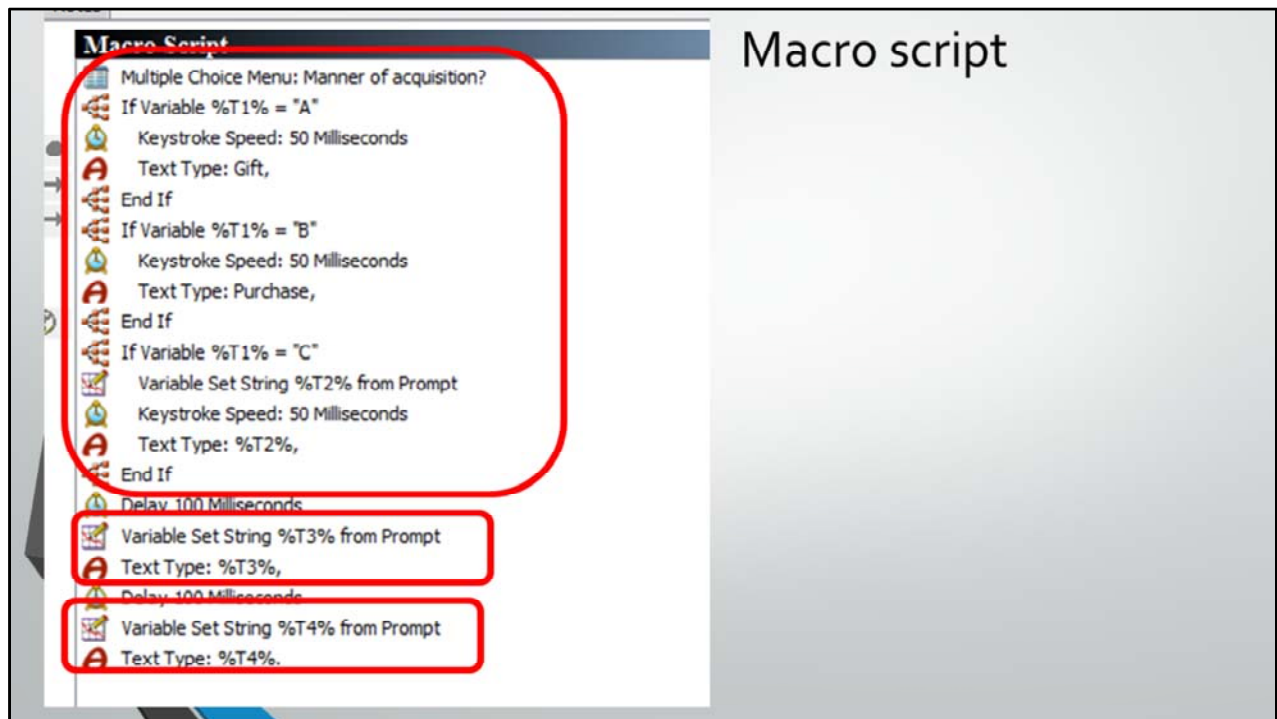 Macro script
Macro Script
Multiple Choice Menu: Manner of acquisition?
If Variable %T1% = "A"
Keystroke Speed: 50 Milliseconds
Text Type: Gift,
End If
If Variable %T1% = "B"
Keystroke Speed: 50 Milliseconds
Text Type: Purchase,
End If
If Variable %T1% = "C"
Variable Set String %T2% from Prompt
Keystroke Speed: 50 Milliseconds
Text Type: %T2%,
End If
Delay 100 Milliseconds
Variable Set String %T3% from Prompt
Text Type: %T3%,
Delay 100 Milliseconds
Variable Set String %T4% from Prompt
Text Type: %T4%.